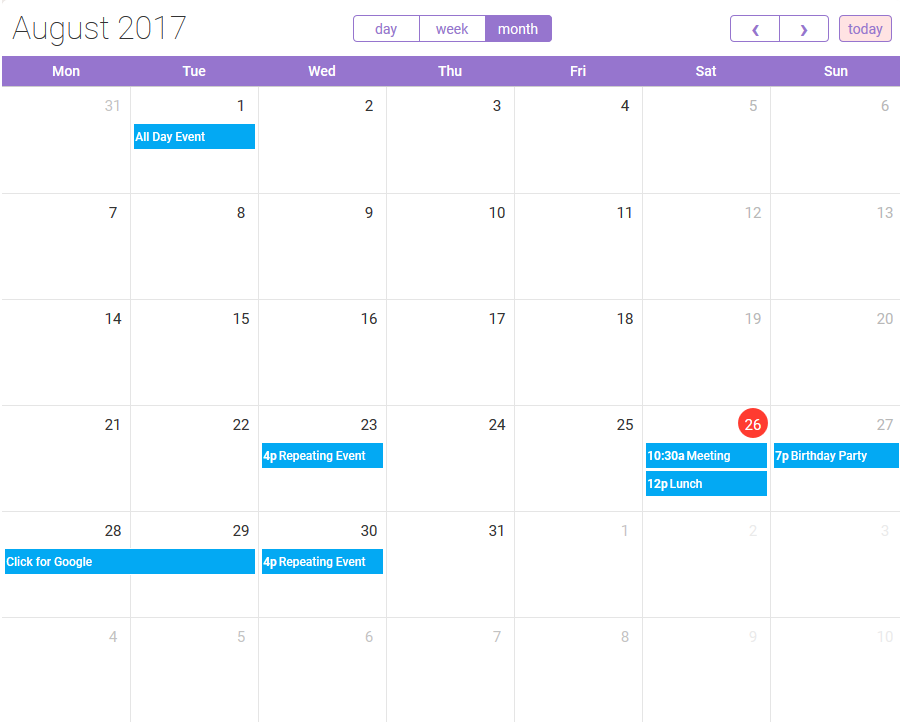 August 2017
day week month
❮ ❯ today
Mon Tue Wed Thu Fri Sat Sun
31 1 2 3 4 5 6
All Day Event
7 8 9 10 11 12 13
14 15 16 17 18 19 20
21 22 23 24 25 26 27
4p Repeating Event 10:30a Meeting 7p Birthday Party
12p Lunch
28 29 30 31 1 2 3
Click for Google 4p Repeating Event
4 5 6 7 8 9 10